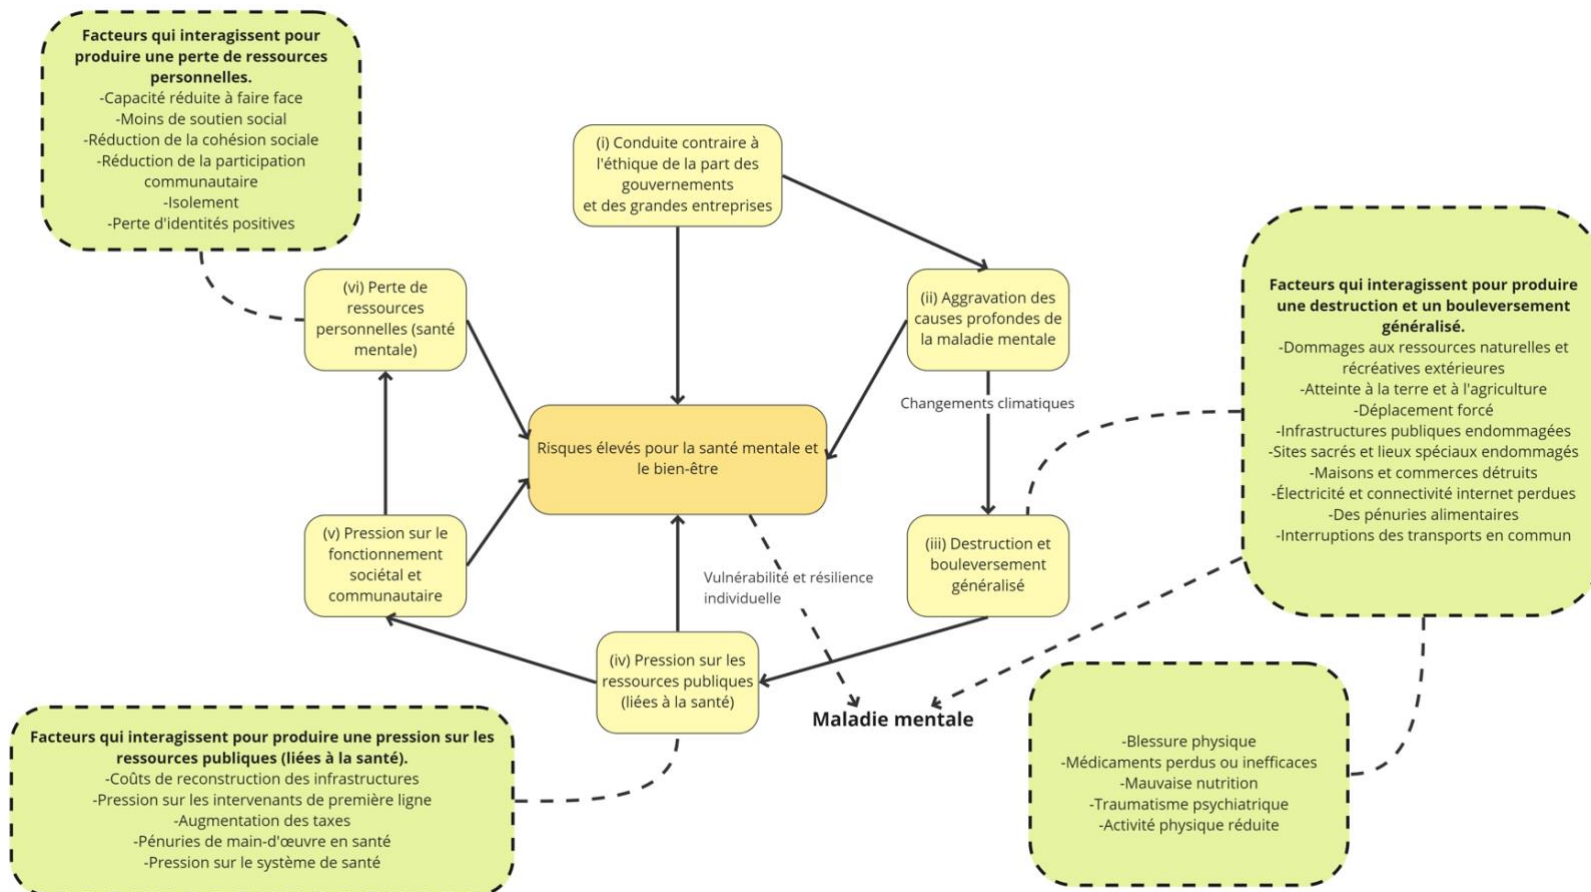 Facteurs qui interagissent pour
produire une perte de ressources
personnelles.
-Capacité réduite à faire face
-Moins de soutien social
-Réduction de la cohésion sociale
-Réduction de la participation
communautaire
-Isolement
-Perte d'identités positives
(i) Conduite contraire à
l'éthique de la part des
gouvernements
et des grandes entreprises
(ii) Aggravation des
causes profondes de
la maladie mentale
Changements climatiques
(iii) Destruction et
bouleversement
généralisé
(iv) Pression sur les
ressources publiques
(liées à la santé)
(v) Pression sur le
fonctionnement
sociétal et
communautaire
(vi) Perte de
ressources
personnelles (santé
mentale)
Risques élevés pour la santé mentale et
le bien-être
Vulnérabilité et résilience
individuelle
Maladie mentale
Facteurs qui interagissent pour produire
une destruction et un bouleversement
généralisé.
-Dommages aux ressources naturelles et
récréatives extérieures
-Atteinte à la terre et à l'agriculture
-Déplacement forcé
-Infrastructures publiques endommagées
-Sites sacrés et lieux spéciaux endommagés
-Maisons et commerces détruits
-Électricité et connectivité internet perdues
-Des pénuries alimentaires
-Interruptions des transports en commun
Facteurs qui interagissent pour produire une pression sur les
ressources publiques (liées à la santé).
-Coûts de reconstruction des infrastructures
-Pression sur les intervenants de première ligne
-Augmentation des taxes
-Pénuries de main-d'œuvre en santé
-Pression sur le système de santé
-Blessure physique
-Médicaments perdus ou inefficaces
-Mauvaise nutrition
-Traumatisme psychiatrique
-Activité physique réduite